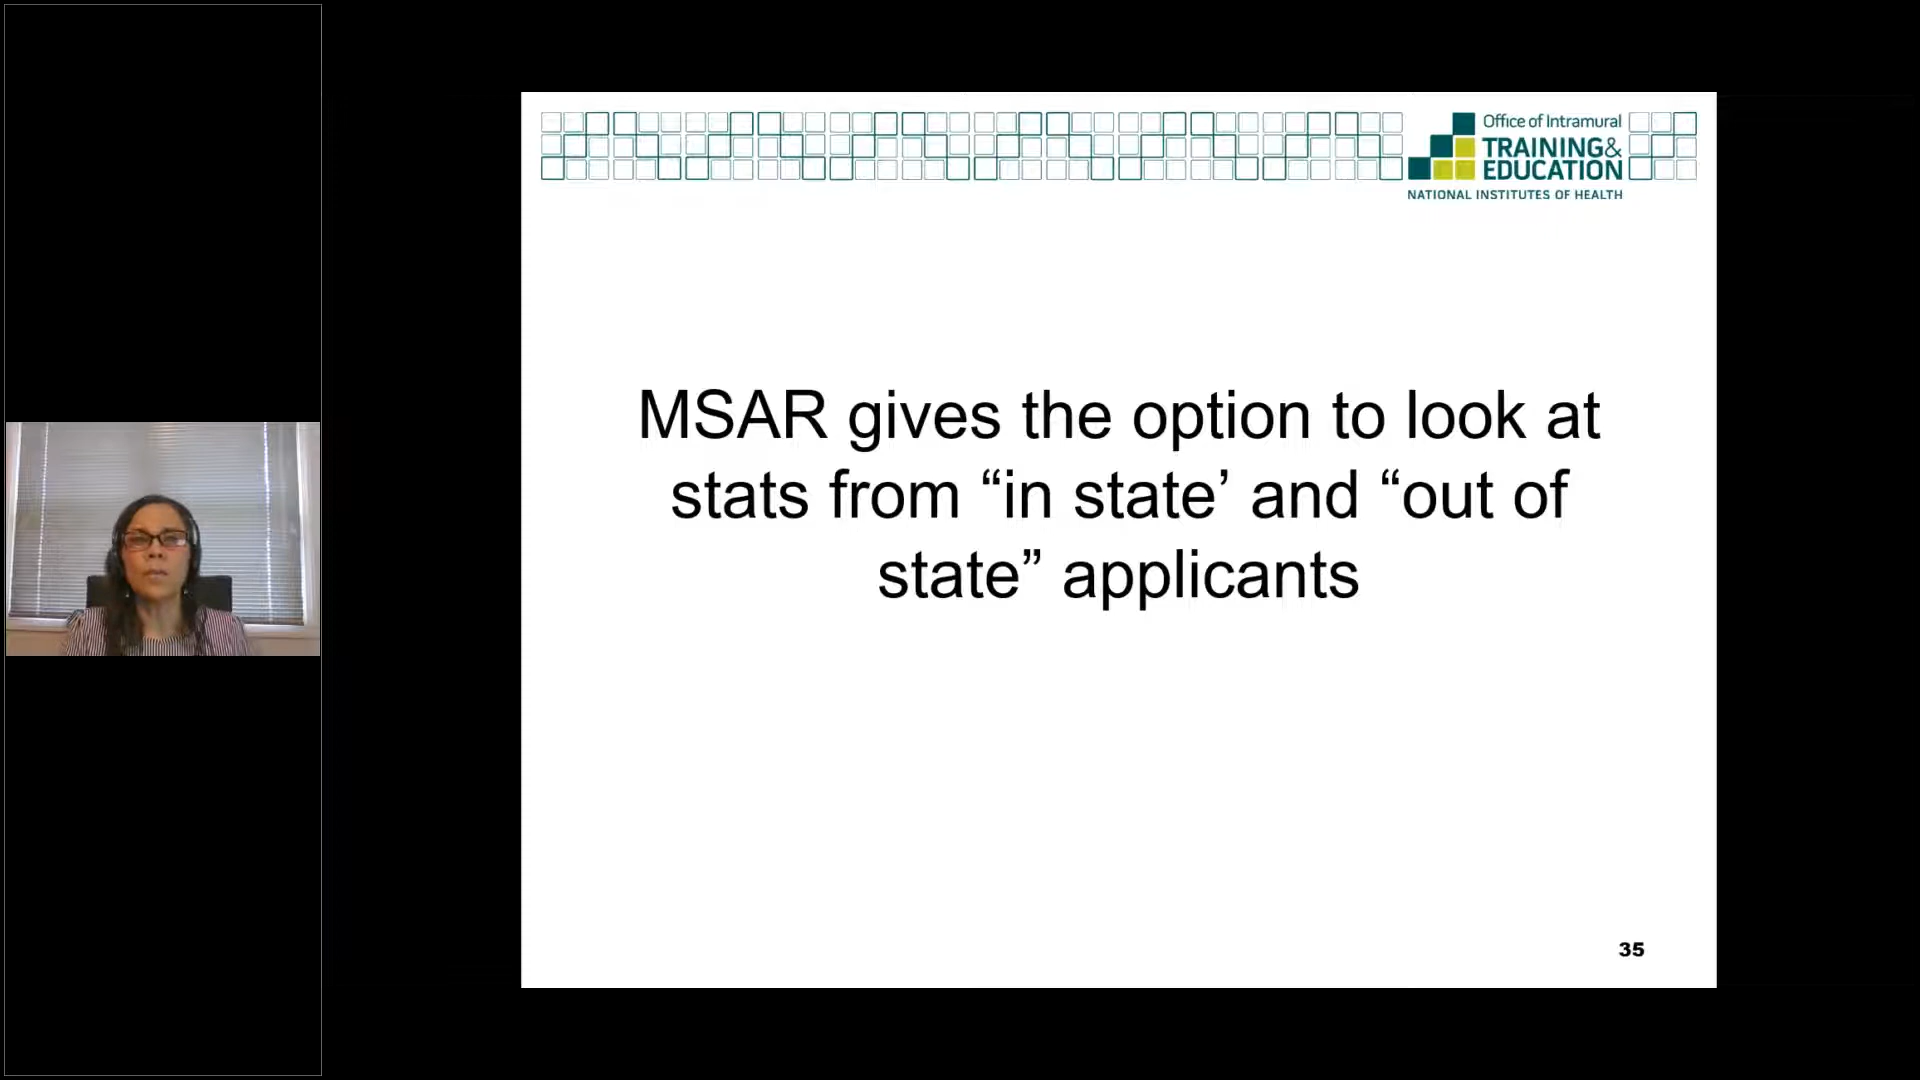 Office of Intramural
TRAINING&
EDUCATION
NATIONAL INSTITUTES OF HEALTH
MSAR gives the option to look at
stats from “in state’ and “out of
state” applicants
35